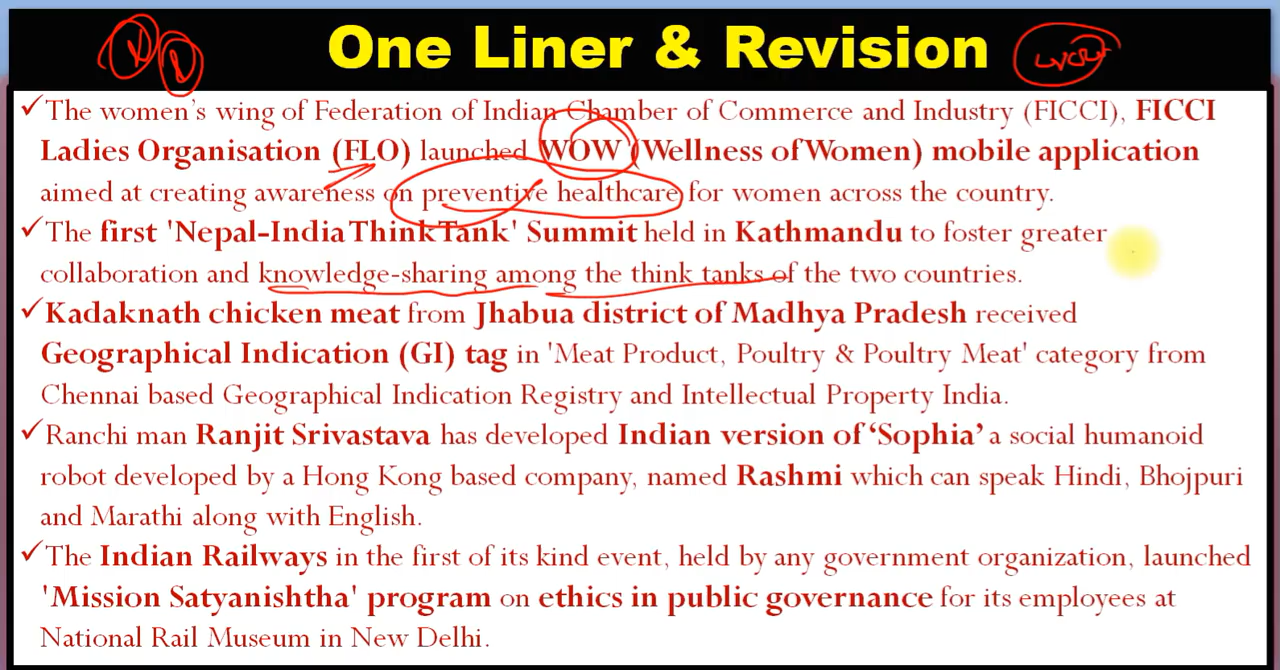 One Liner & Revision
✓The women's wing of Federation of Indian Chamber of Commerce and Industry (FICCI), FICCI
Ladies Organisation (FLO) launched WOW (Wellness of Women) mobile application
aimed at creating awareness on preventive healthcare for women across the country.
✓The first 'Nepal-India Think Tank' Summit held in Kathmandu to foster greater
collaboration and knowledge-sharing among the think tanks of the two countries.
✓Kadaknath chicken meat from Jhabua district of Madhya Pradesh received
Geographical Indication (GI) tag in 'Meat Product, Poultry & Poultry Meat' category from
Chennai based Geographical Indication Registry and Intellectual Property India.
✓Ranchi man Ranjit Srivastava has developed Indian version of 'Sophia' a social humanoid
robot developed by a Hong Kong based company, named Rashmi which can speak Hindi, Bhojpuri
and Marathi along with English.
✓The Indian Railways in the first of its kind event, held by any government organization, launched
'Mission Satyanishtha' program on ethics in public governance for its employees at
National Rail Museum in New Delhi.